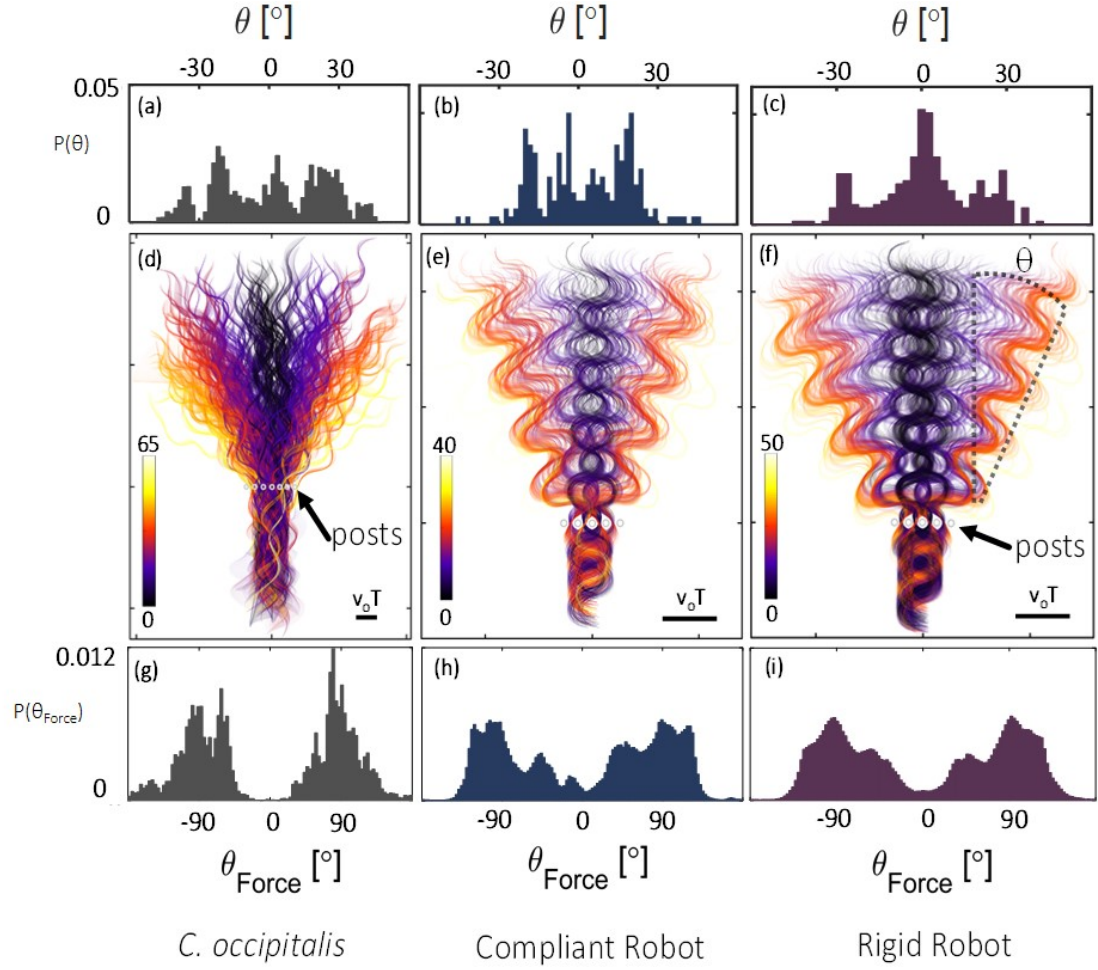 θ [°] θ [°] θ [°]
-30 0 30 -30 0 30 -30 0 30
0.05
(a) (b) (c)
P(θ)
0
(d) (e) (f) θ
65 40 50
posts posts
0 0 0
v₀T v₀T v₀T
0.012
(g) (h) (i)
P(θForce)
0
-90 0 90 -90 0 90 -90 0 90
θForce [°] θForce [°] θForce [°]
C. occipitalis Compliant Robot Rigid Robot